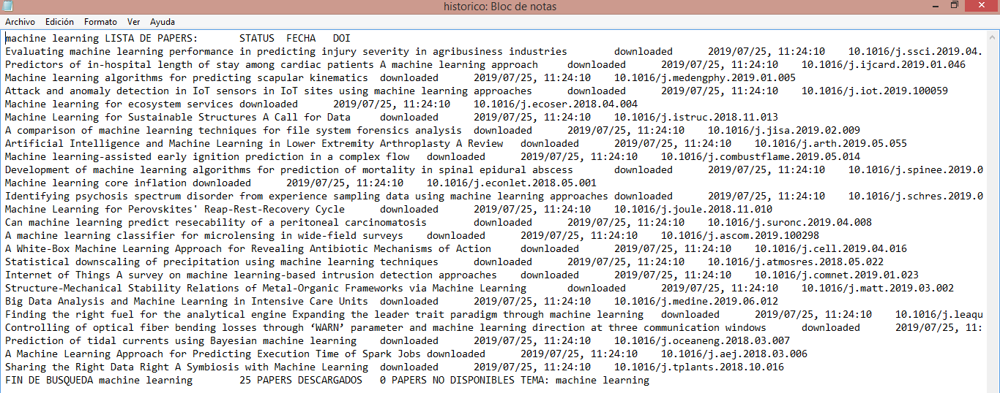 historico: Bloc de notas
Archivo Edición Formato Ver Ayuda
machine learning LISTA DE PAPERS: STATUS FECHA DOI
Evaluating machine learning performance in predicting injury severity in agribusiness industries downloaded 2019/07/25, 11:24:10 10.1016/j.ssci.2019.04.
Predictors of in-hospital length of stay among cardiac patients A machine learning approach downloaded 2019/07/25, 11:24:10 10.1016/j.ijcard.2019.01.046
Machine learning algorithms for predicting scapular kinematics downloaded 2019/07/25, 11:24:10 10.1016/j.medengphy.2019.01.005
Attack and anomaly detection in IoT sensors in IoT sites using machine learning approaches downloaded 2019/07/25, 11:24:10 10.1016/j.iot.2019.100059
Machine learning for ecosystem services downloaded 2019/07/25, 11:24:10 10.1016/j.ecoser.2018.04.004
Machine Learning for Sustainable Structures A Call for Data downloaded 2019/07/25, 11:24:10 10.1016/j.istruc.2018.11.013
A comparison of machine learning techniques for file system forensics analysis downloaded 2019/07/25, 11:24:10 10.1016/j.jisa.2019.02.009
Artificial Intelligence and Machine Learning in Lower Extremity Arthroplasty A Review downloaded 2019/07/25, 11:24:10 10.1016/j.arth.2019.05.055
Machine learning-assisted early ignition prediction in a complex flow downloaded 2019/07/25, 11:24:10 10.1016/j.combustflame.2019.05.014
Development of machine learning algorithms for prediction of mortality in spinal epidural abscess downloaded 2019/07/25, 11:24:10 10.1016/j.spinee.2019.0
Machine learning core inflation downloaded 2019/07/25, 11:24:10 10.1016/j.econlet.2018.05.001
Identifying psychosis spectrum disorder from experience sampling data using machine learning approaches downloaded 2019/07/25, 11:24:10 10.1016/j.schres.2019.0
Machine Learning for Perovskites' Reap-Rest-Recovery Cycle downloaded 2019/07/25, 11:24:10 10.1016/j.joule.2018.11.010
Can machine learning predict resecability of a peritoneal carcinomatosis downloaded 2019/07/25, 11:24:10 10.1016/j.suronc.2019.04.008
A machine learning classifier for microlensing in wide-field surveys downloaded 2019/07/25, 11:24:10 10.1016/j.ascom.2019.100298
A White-Box Machine Learning Approach for Revealing Antibiotic Mechanisms of Action downloaded 2019/07/25, 11:24:10 10.1016/j.cell.2019.04.016
Statistical downscaling of precipitation using machine learning techniques downloaded 2019/07/25, 11:24:10 10.1016/j.atmosres.2018.05.022
Internet of Things A survey on machine learning-based intrusion detection approaches downloaded 2019/07/25, 11:24:10 10.1016/j.comnet.2019.01.023
Structure-Mechanical Stability Relations of Metal-Organic Frameworks via Machine Learning downloaded 2019/07/25, 11:24:10 10.1016/j.matt.2019.03.002
Big Data Analysis and Machine Learning in Intensive Care Units downloaded 2019/07/25, 11:24:10 10.1016/j.medine.2019.06.012
Finding the right fuel for the analytical engine Expanding the leader trait paradigm through machine learning downloaded 2019/07/25, 11:24:10 10.1016/j.leaqu
Controlling of optical fiber bending losses through ‘WARN’ parameter and machine learning direction at three communication windows downloaded 2019/07/25, 11:
Prediction of tidal currents using Bayesian machine learning downloaded 2019/07/25, 11:24:10 10.1016/j.oceaneng.2018.03.007
A Machine Learning Approach for Predicting Execution Time of Spark Jobs downloaded 2019/07/25, 11:24:10 10.1016/j.aej.2018.03.006
Sharing the Right Data Right A Symbiosis with Machine Learning downloaded 2019/07/25, 11:24:10 10.1016/j.tplants.2018.10.016
FIN DE BUSQUEDA machine learning 25 PAPERS DESCARGADOS 0 PAPERS NO DISPONIBLES TEMA: machine learning